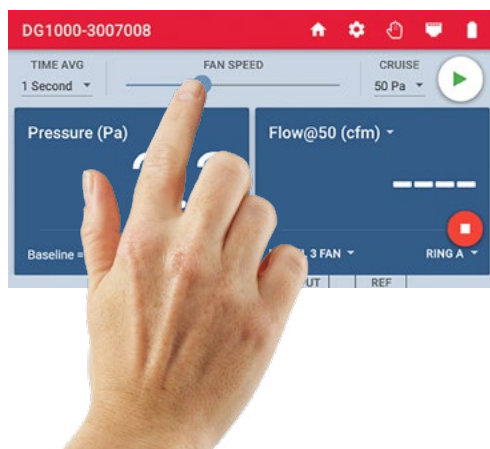 DG1000-3007008
TIME AVG
1 Second
FAN SPEED
CRUISE
50 Pa
Pressure (Pa)
Flow@50 (cfm)
----
Baseline =
3 FAN
RING A
REF